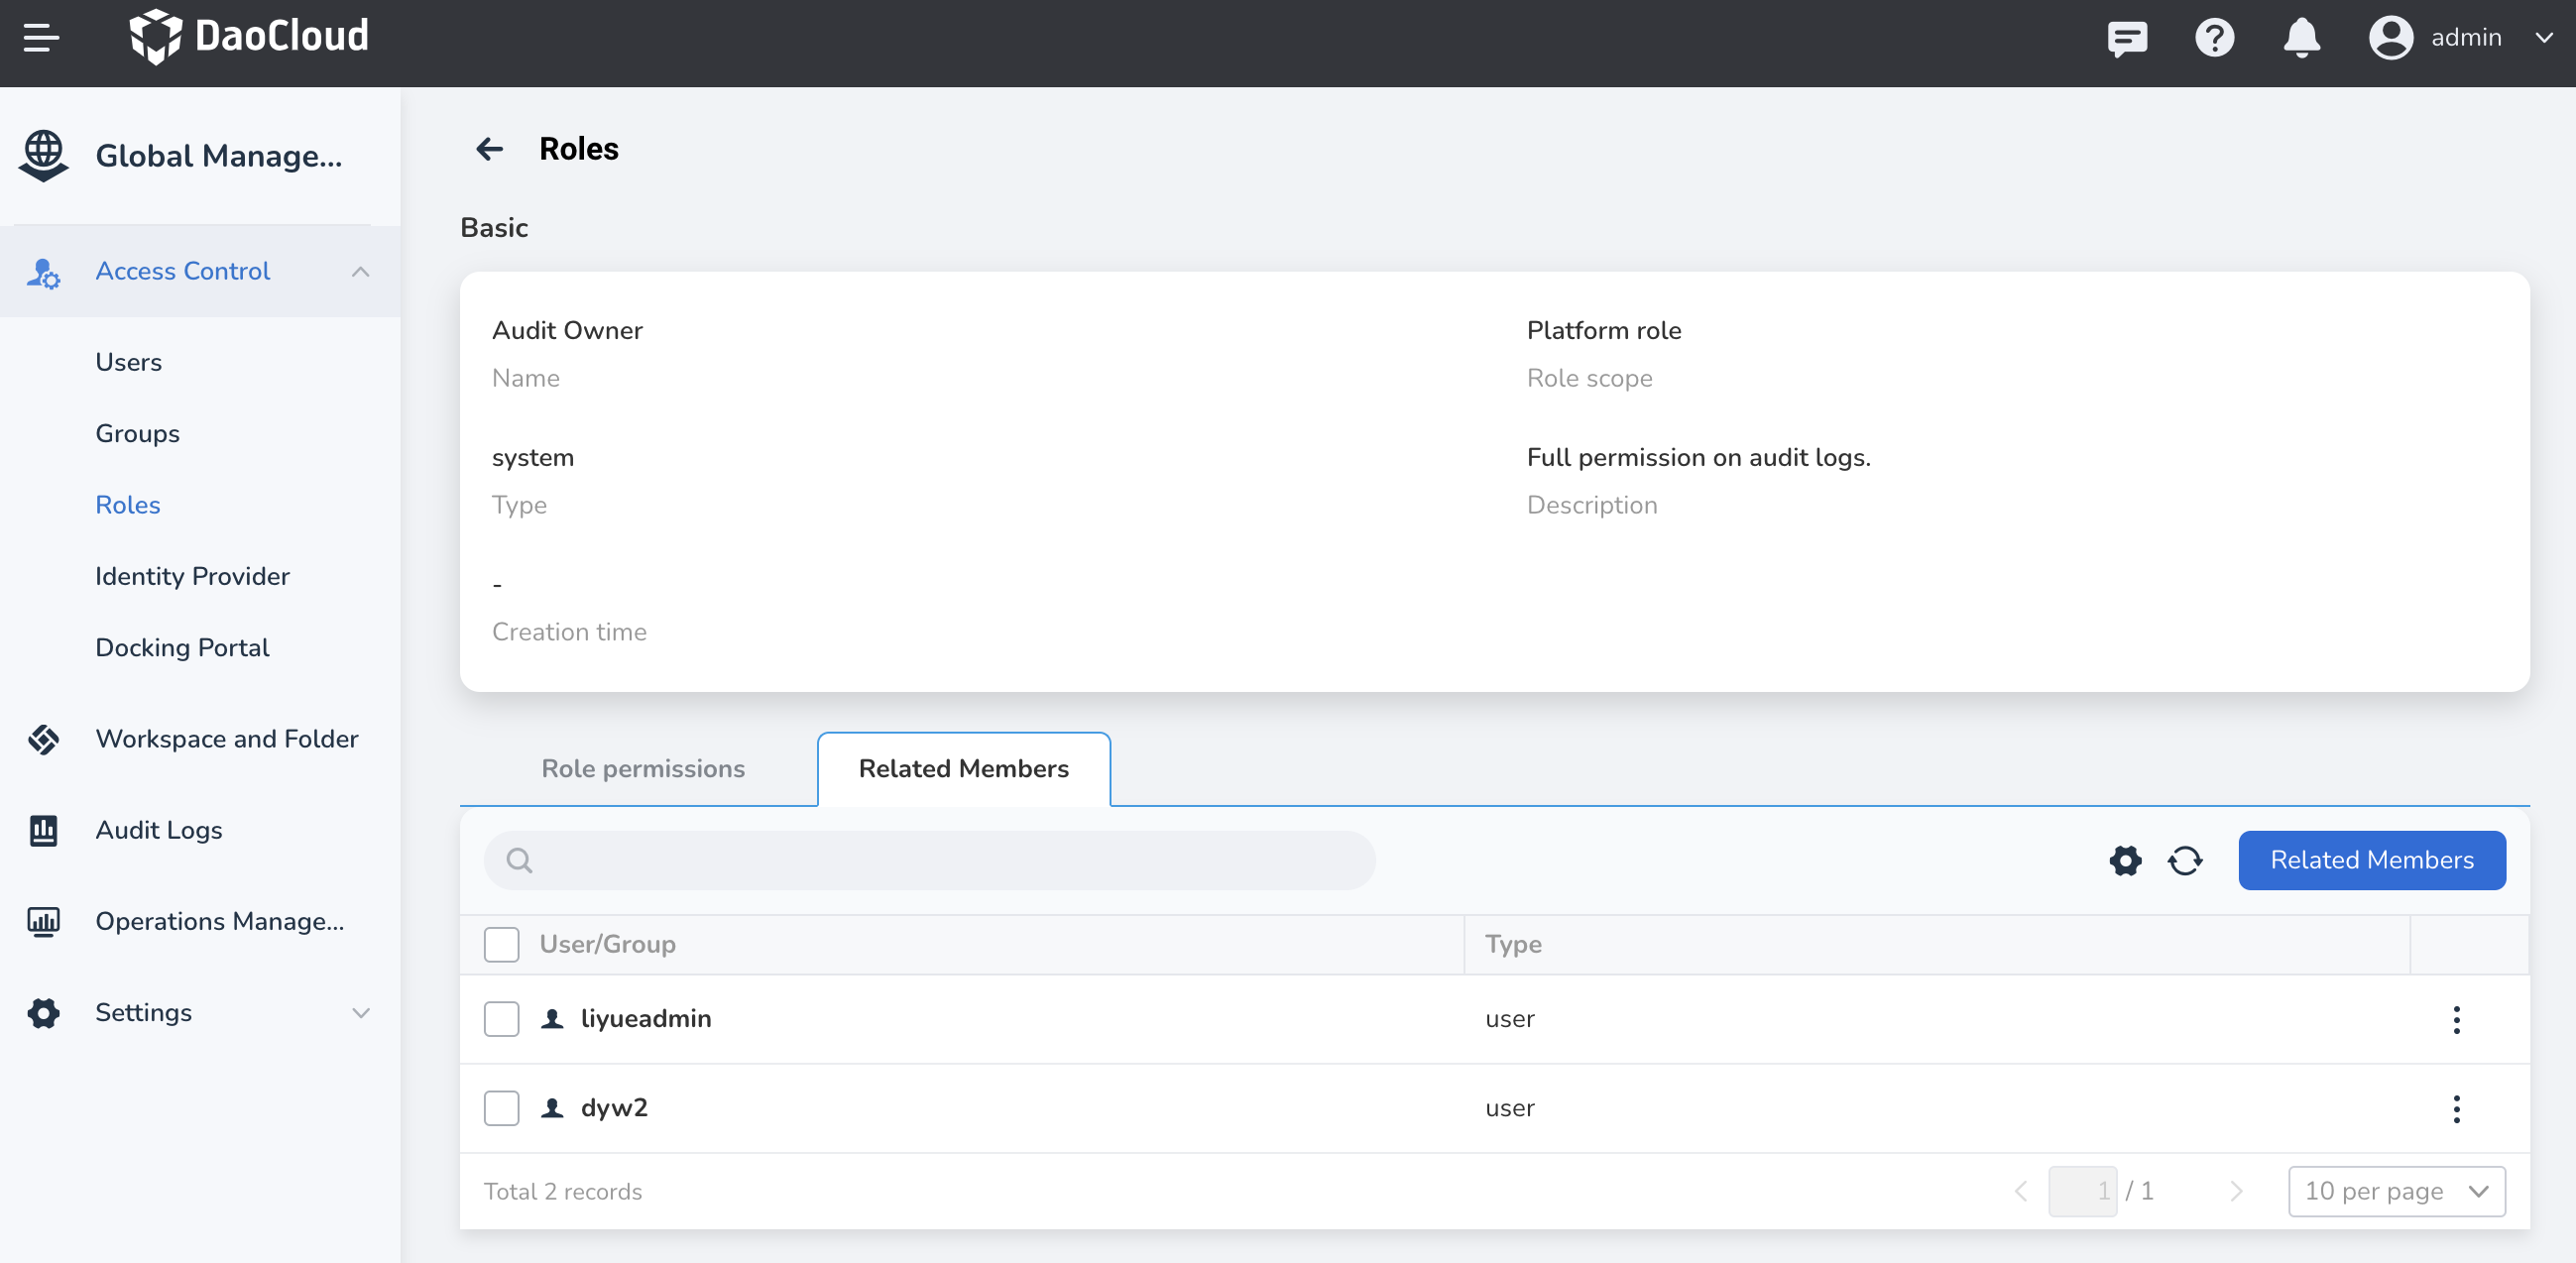 DaoCloud
admin
Global Manage...
Access Control
Users
Groups
Roles
Identity Provider
Docking Portal
Workspace and Folder
Audit Logs
Operations Manage...
Settings
Roles
Basic
Audit Owner
Name
Platform role
Role scope
system
Type
Full permission on audit logs.
Description
-
Creation time
Role permissions
Related Members
Related Members
User/Group
Type
liyueadmin
user
dyw2
user
Total 2 records
1 / 1
10 per page